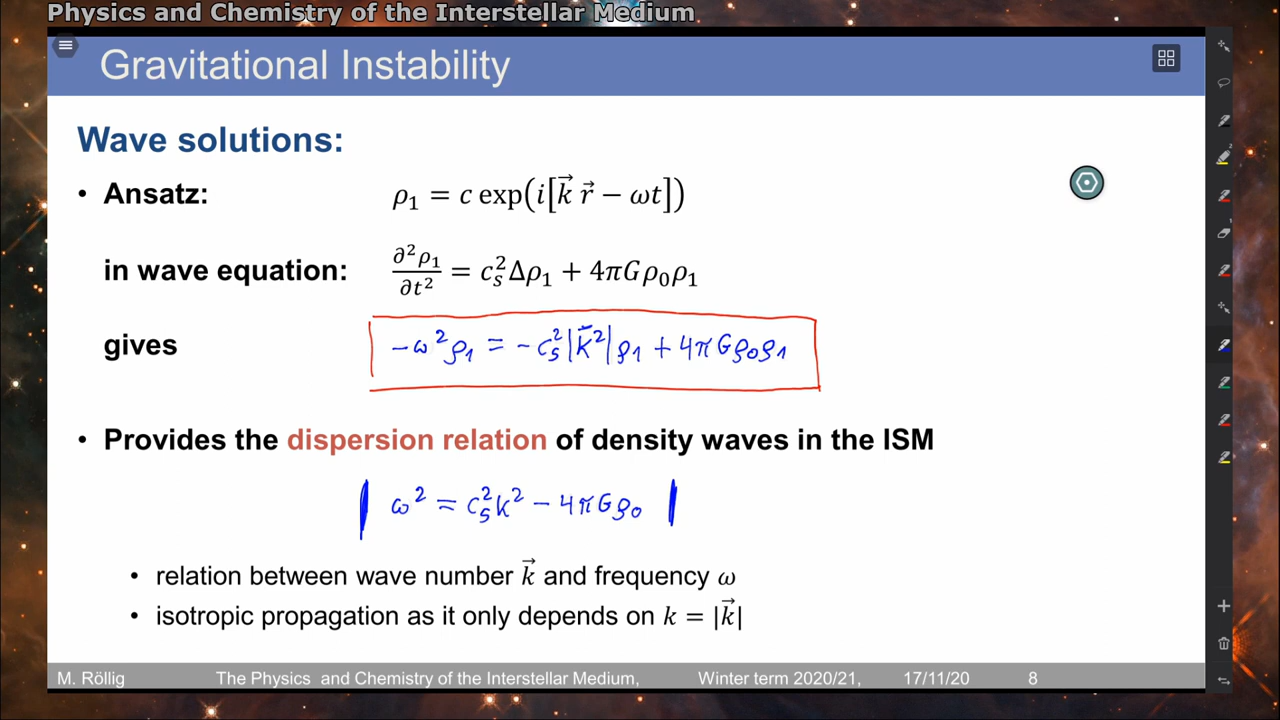 Physics and Chemistry of the Interstellar Medium
Gravitational Instability
Wave solutions:
• Ansatz: ρ₁ = c exp(i[k⃗ r⃗ − ωt])
in wave equation: ∂²ρ₁/∂t² = cₛ²Δρ₁ + 4πGρ₀ρ₁
gives −ω²ρ₁ = −cₛ²|k⃗²|ρ₁ + 4πGρ₀ρ₁
• Provides the dispersion relation of density waves in the ISM
| ω² = cₛ²k² − 4πGρ₀ |
• relation between wave number k⃗ and frequency ω
• isotropic propagation as it only depends on k = |k⃗|
M. Röllig The Physics and Chemistry of the Interstellar Medium, Winter term 2020/21, 17/11/20 8